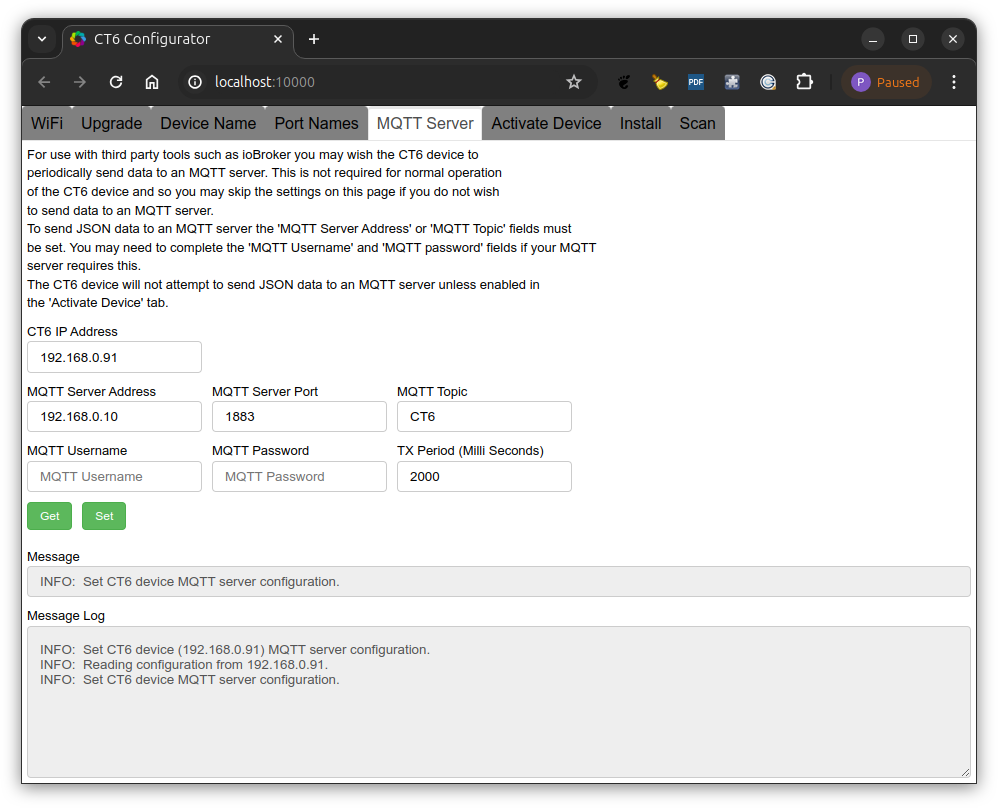 CT6 Configurator
localhost:10000
PDF
P Paused
WiFi Upgrade Device Name Port Names MQTT Server Activate Device Install Scan
For use with third party tools such as ioBroker you may wish the CT6 device to
periodically send data to an MQTT server. This is not required for normal operation
of the CT6 device and so you may skip the settings on this page if you do not wish
to send data to an MQTT server.
To send JSON data to an MQTT server the 'MQTT Server Address' or 'MQTT Topic' fields must
be set. You may need to complete the 'MQTT Username' and 'MQTT password' fields if your MQTT
server requires this.
The CT6 device will not attempt to send JSON data to an MQTT server unless enabled in
the 'Activate Device' tab.
CT6 IP Address
192.168.0.91
MQTT Server Address MQTT Server Port MQTT Topic
192.168.0.10 1883 CT6
MQTT Username MQTT Password TX Period (Milli Seconds)
MQTT Username MQTT Password 2000
Get Set
Message
INFO: Set CT6 device MQTT server configuration.
Message Log
INFO: Set CT6 device (192.168.0.91) MQTT server configuration.
INFO: Reading configuration from 192.168.0.91.
INFO: Set CT6 device MQTT server configuration.